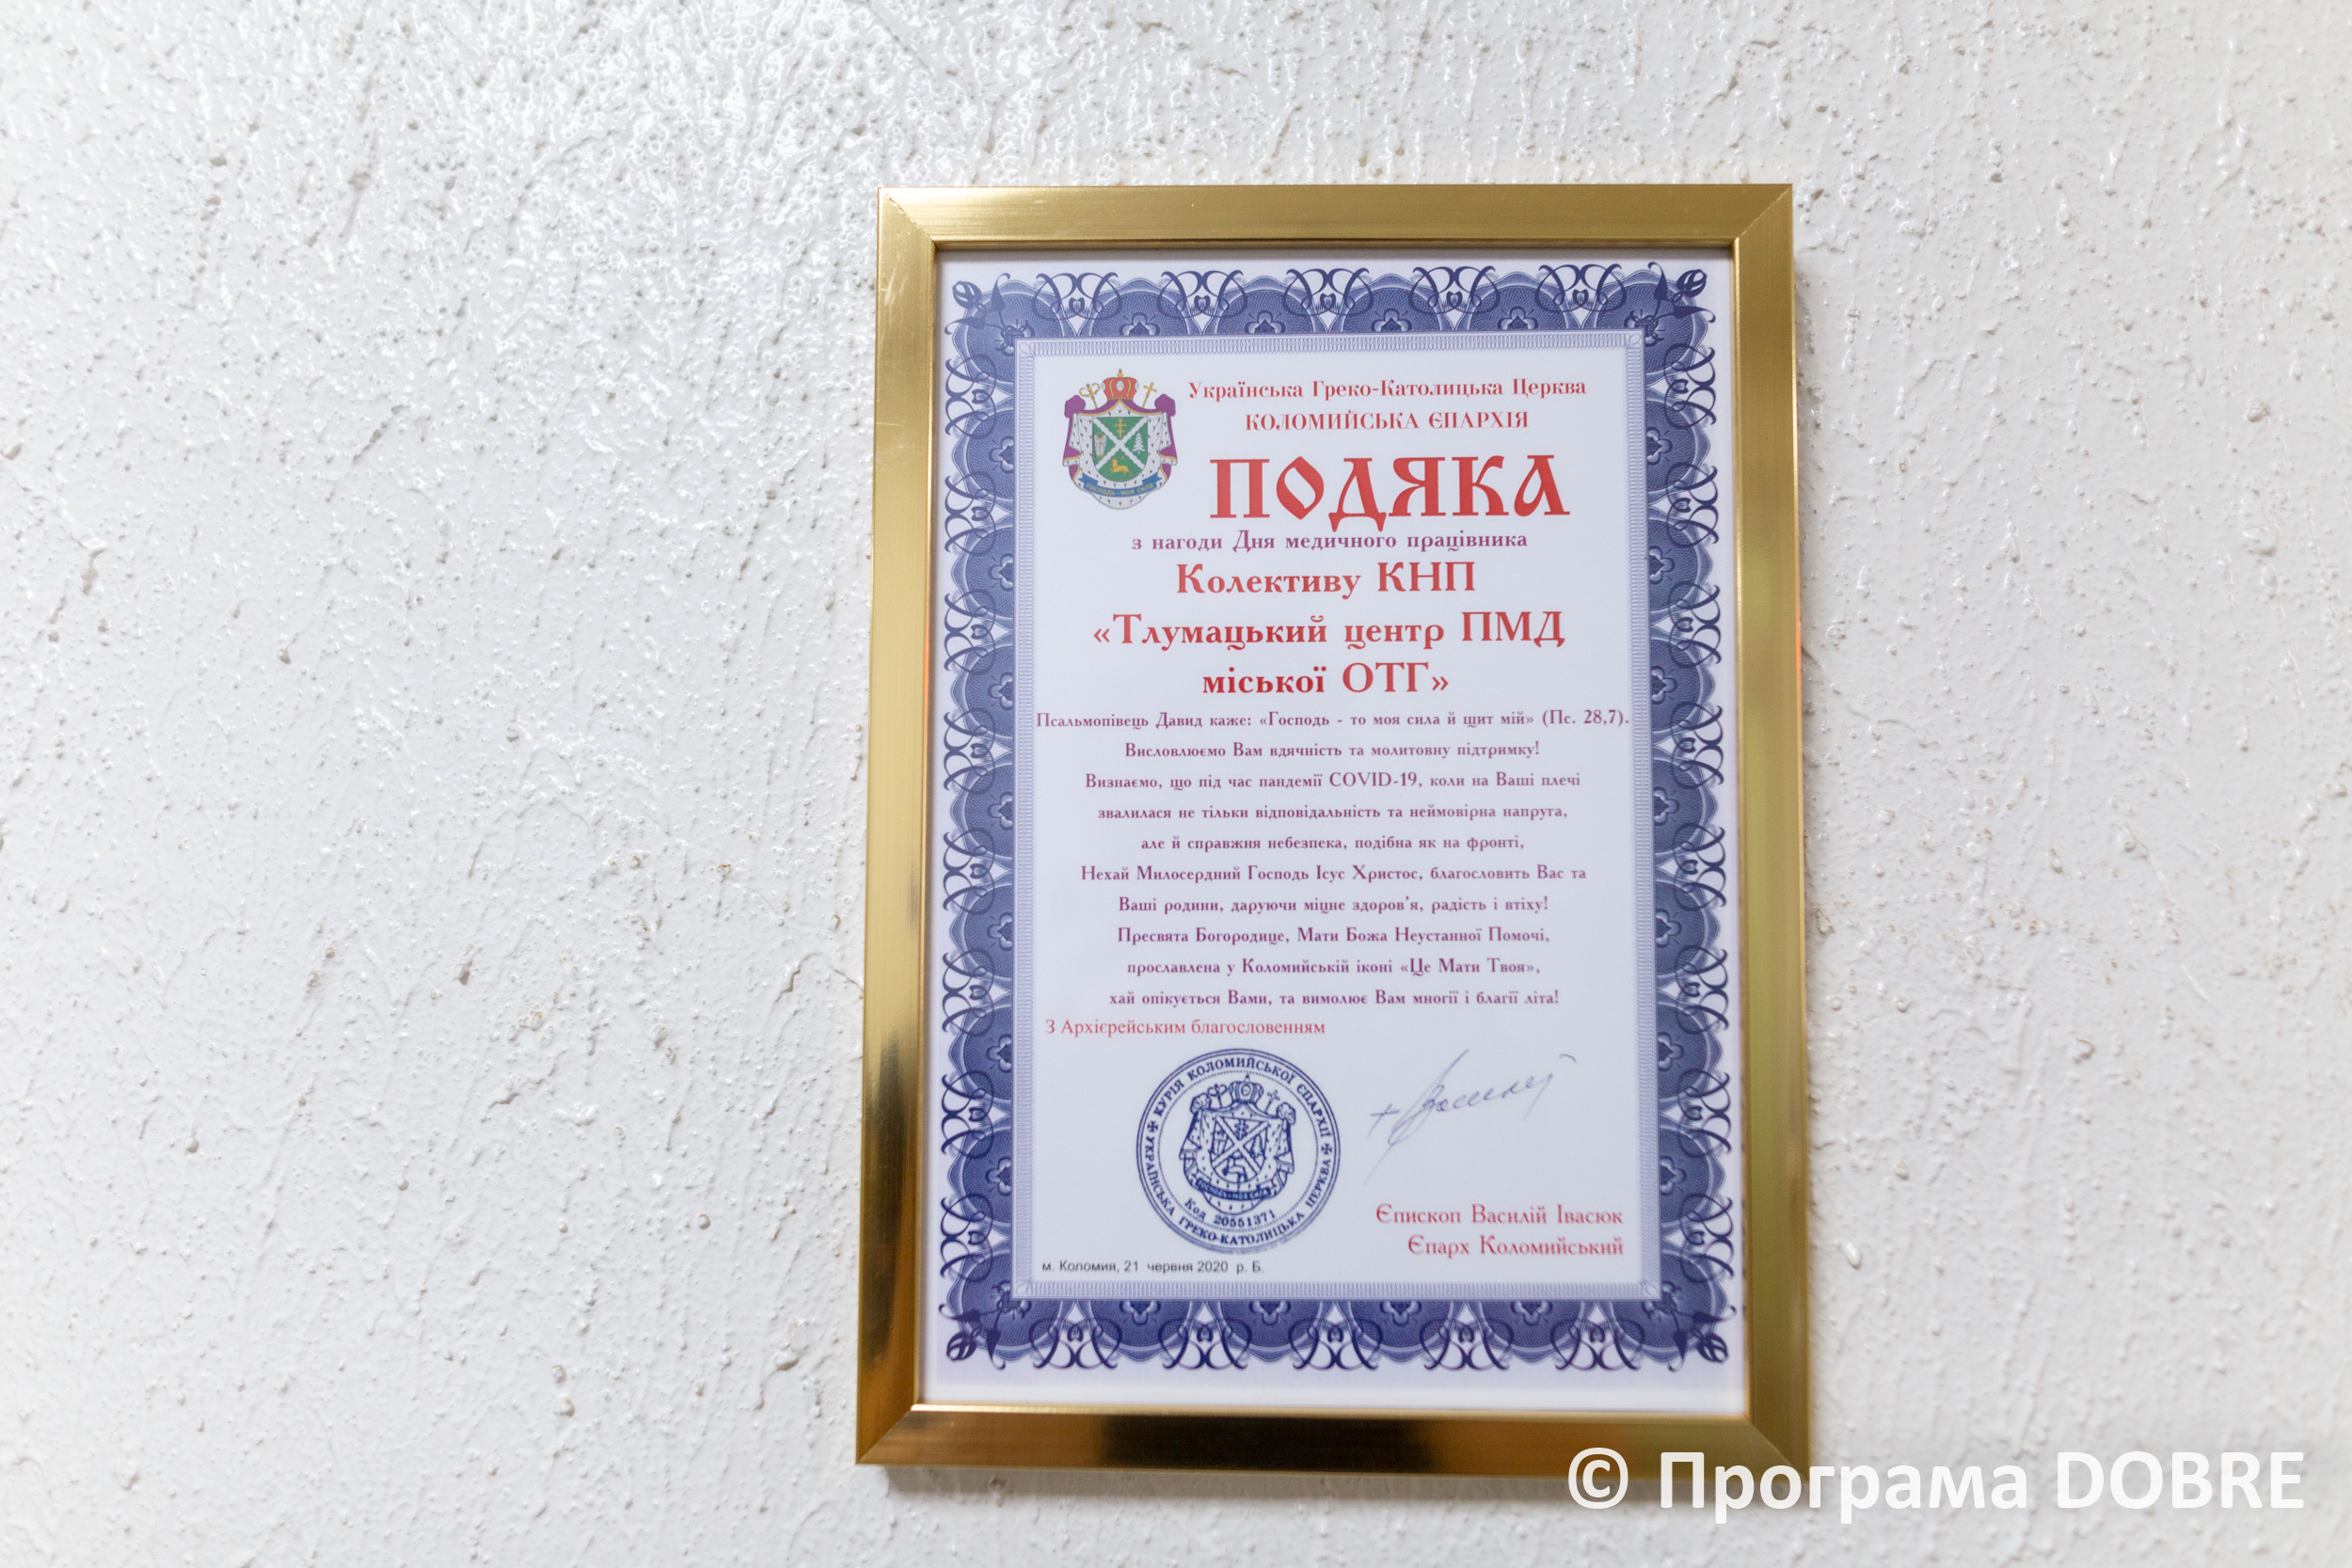 Українська Греко-Католицька Церква
КОЛОМИЙСЬКА ЄПАРХІЯ
ПОДЯКА
з нагоди Дня медичного працівника
Колективу КНП
«Тлумацький центр ПМД
міської ОТГ»
Псальмопівець Давид каже: «Господь - то моя сила й щит мій» (Пс. 28,7).
Висловлюємо Вам вдячність та молитовну підтримку!
Визнаємо, що під час пандемії COVID-19, коли на Ваші плечі
звалилася не тільки відповідальність та неймовірна напруга,
але й справжня небезпека, подібна як на фронті,
Нехай Милосердний Господь Ісус Христос, благословить Вас та
Ваші родини, даруючи міцне здоров’я, радість і втіху!
Пресвята Богородице, Мати Божа Неустанної Помочі,
прославлена у Коломийській іконі «Це Мати Твоя»,
хай опікується Вами, та вимолює Вам многії і благії літа!
З Архієрейським благословенням
КУРІЯ КОЛОМИЙСЬКОЇ ЄПАРХІЇ
УКРАЇНСЬКА ГРЕКО-КАТОЛИЦЬКА ЦЕРКВА
Код 20551371
+ Василій
Єпископ Василій Івасюк
Єпарх Коломийський
м. Коломия, 21 червня 2020 р. Б.
© Програма DOBRE